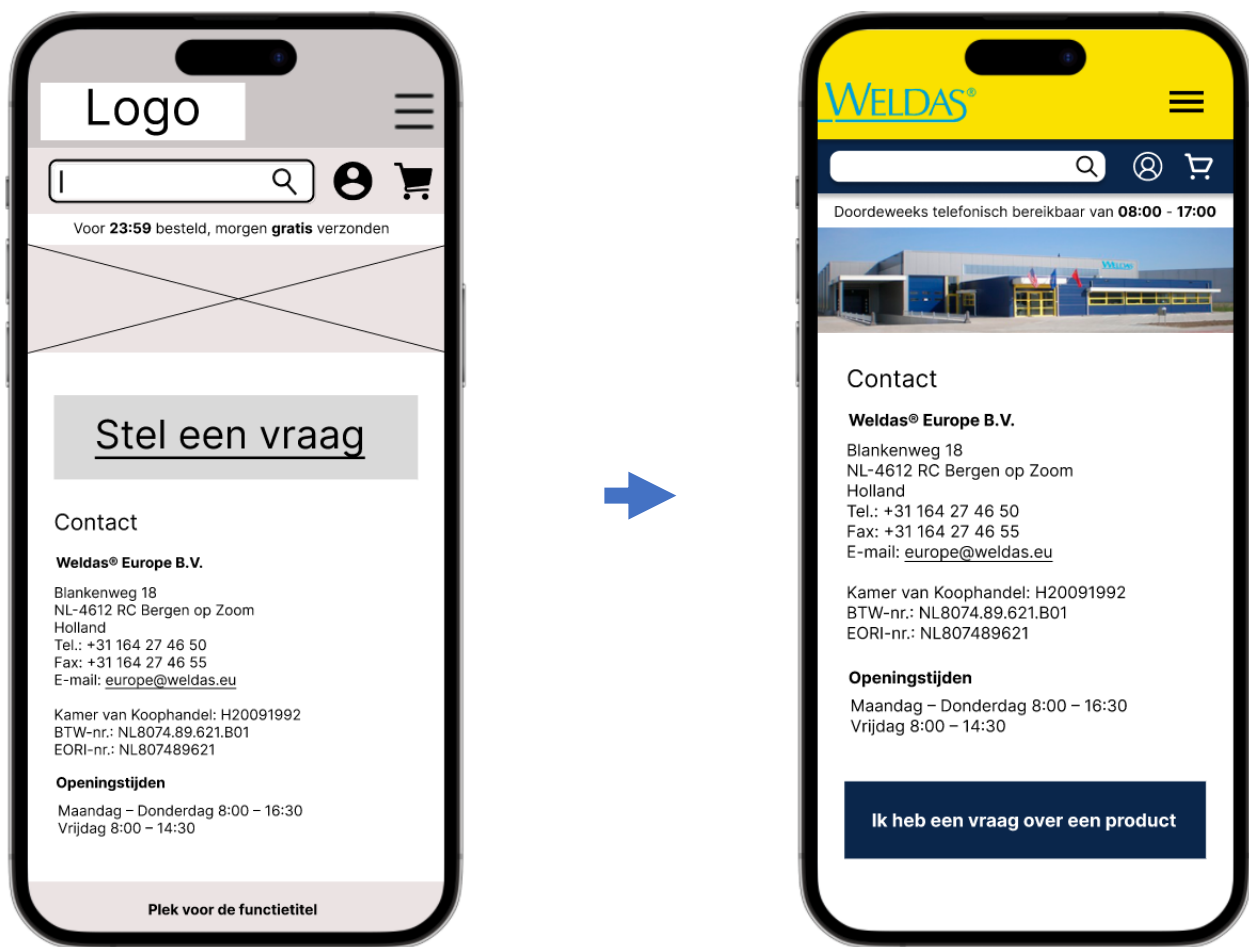 Logo
Voor 23:59 besteld, morgen gratis verzonden
Stel een vraag
Contact
Weldas® Europe B.V.
Blankenweg 18
NL-4612 RC Bergen op Zoom
Holland
Tel.: +31 164 27 46 50
Fax: +31 164 27 46 55
E-mail: europe@weldas.eu
Kamer van Koophandel: H20091992
BTW-nr.: NL8074.89.621.B01
EORI-nr.: NL807489621
Openingstijden
Maandag – Donderdag 8:00 – 16:30
Vrijdag 8:00 – 14:30
Plek voor de functietitel
WELDAS®
Doordeweeks telefonisch bereikbaar van 08:00 - 17:00
WELDAS
Contact
Weldas® Europe B.V.
Blankenweg 18
NL-4612 RC Bergen op Zoom
Holland
Tel.: +31 164 27 46 50
Fax: +31 164 27 46 55
E-mail: europe@weldas.eu
Kamer van Koophandel: H20091992
BTW-nr.: NL8074.89.621.B01
EORI-nr.: NL807489621
Openingstijden
Maandag – Donderdag 8:00 – 16:30
Vrijdag 8:00 – 14:30
Ik heb een vraag over een product